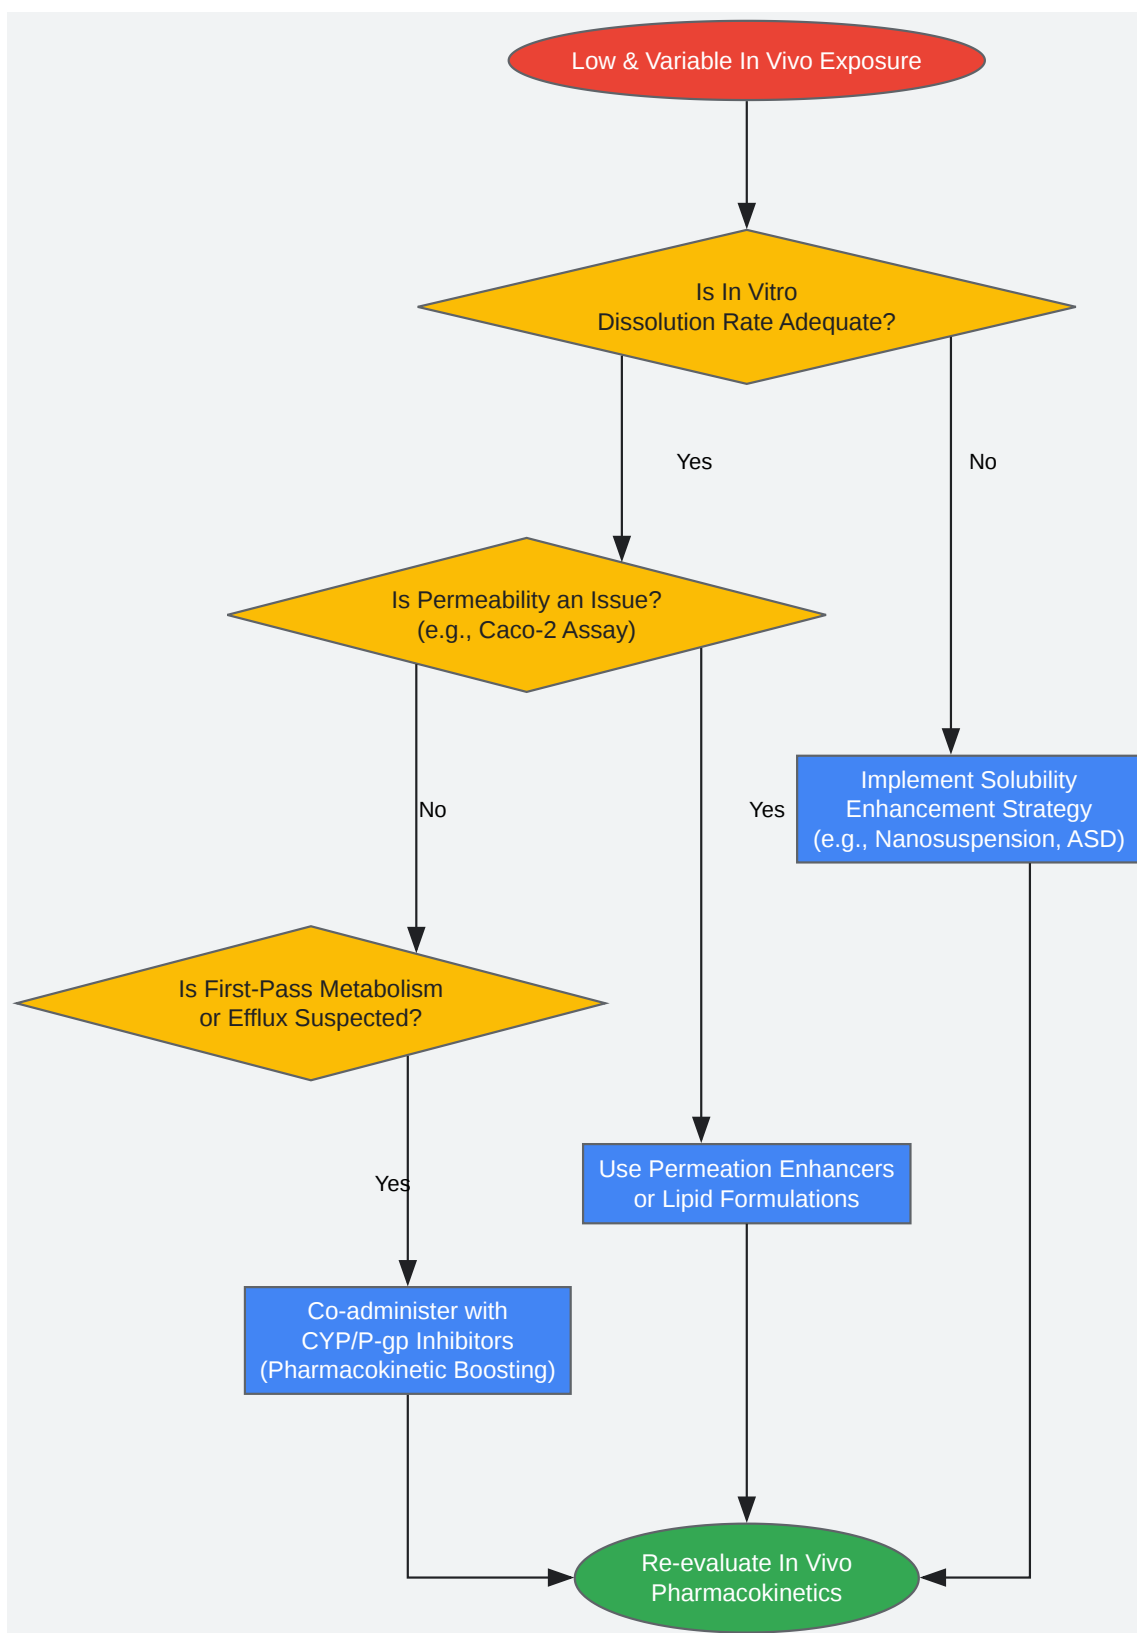 Low & Variable In Vivo Exposure
Is In Vitro
Dissolution Rate Adequate?
Yes
No
Is Permeability an Issue?
(e.g., Caco-2 Assay)
No
Yes
Implement Solubility
Enhancement Strategy
(e.g., Nanosuspension, ASD)
Is First-Pass Metabolism
or Efflux Suspected?
Yes
Use Permeation Enhancers
or Lipid Formulations
Co-administer with
CYP/P-gp Inhibitors
(Pharmacokinetic Boosting)
Re-evaluate In Vivo
Pharmacokinetics